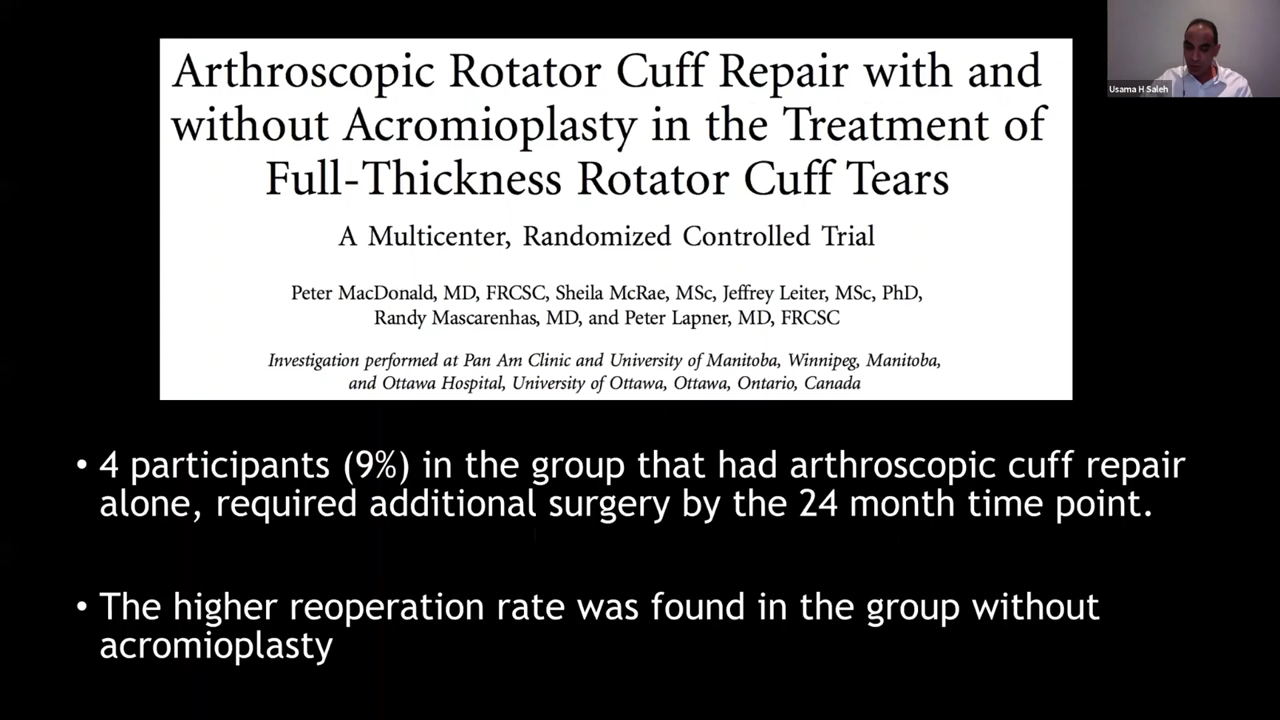 Arthroscopic Rotator Cuff Repair with and
without Acromioplasty in the Treatment of
Full-Thickness Rotator Cuff Tears
A Multicenter, Randomized Controlled Trial
Peter MacDonald, MD, FRCSC, Sheila McRae, MSc, Jeffrey Leiter, MSc, PhD,
Randy Mascarenhas, MD, and Peter Lapner, MD, FRCSC
Investigation performed at Pan Am Clinic and University of Manitoba, Winnipeg, Manitoba,
and Ottawa Hospital, University of Ottawa, Ottawa, Ontario, Canada
• 4 participants (9%) in the group that had arthroscopic cuff repair
alone, required additional surgery by the 24 month time point.
• The higher reoperation rate was found in the group without
acromioplasty
Usama H Saleh